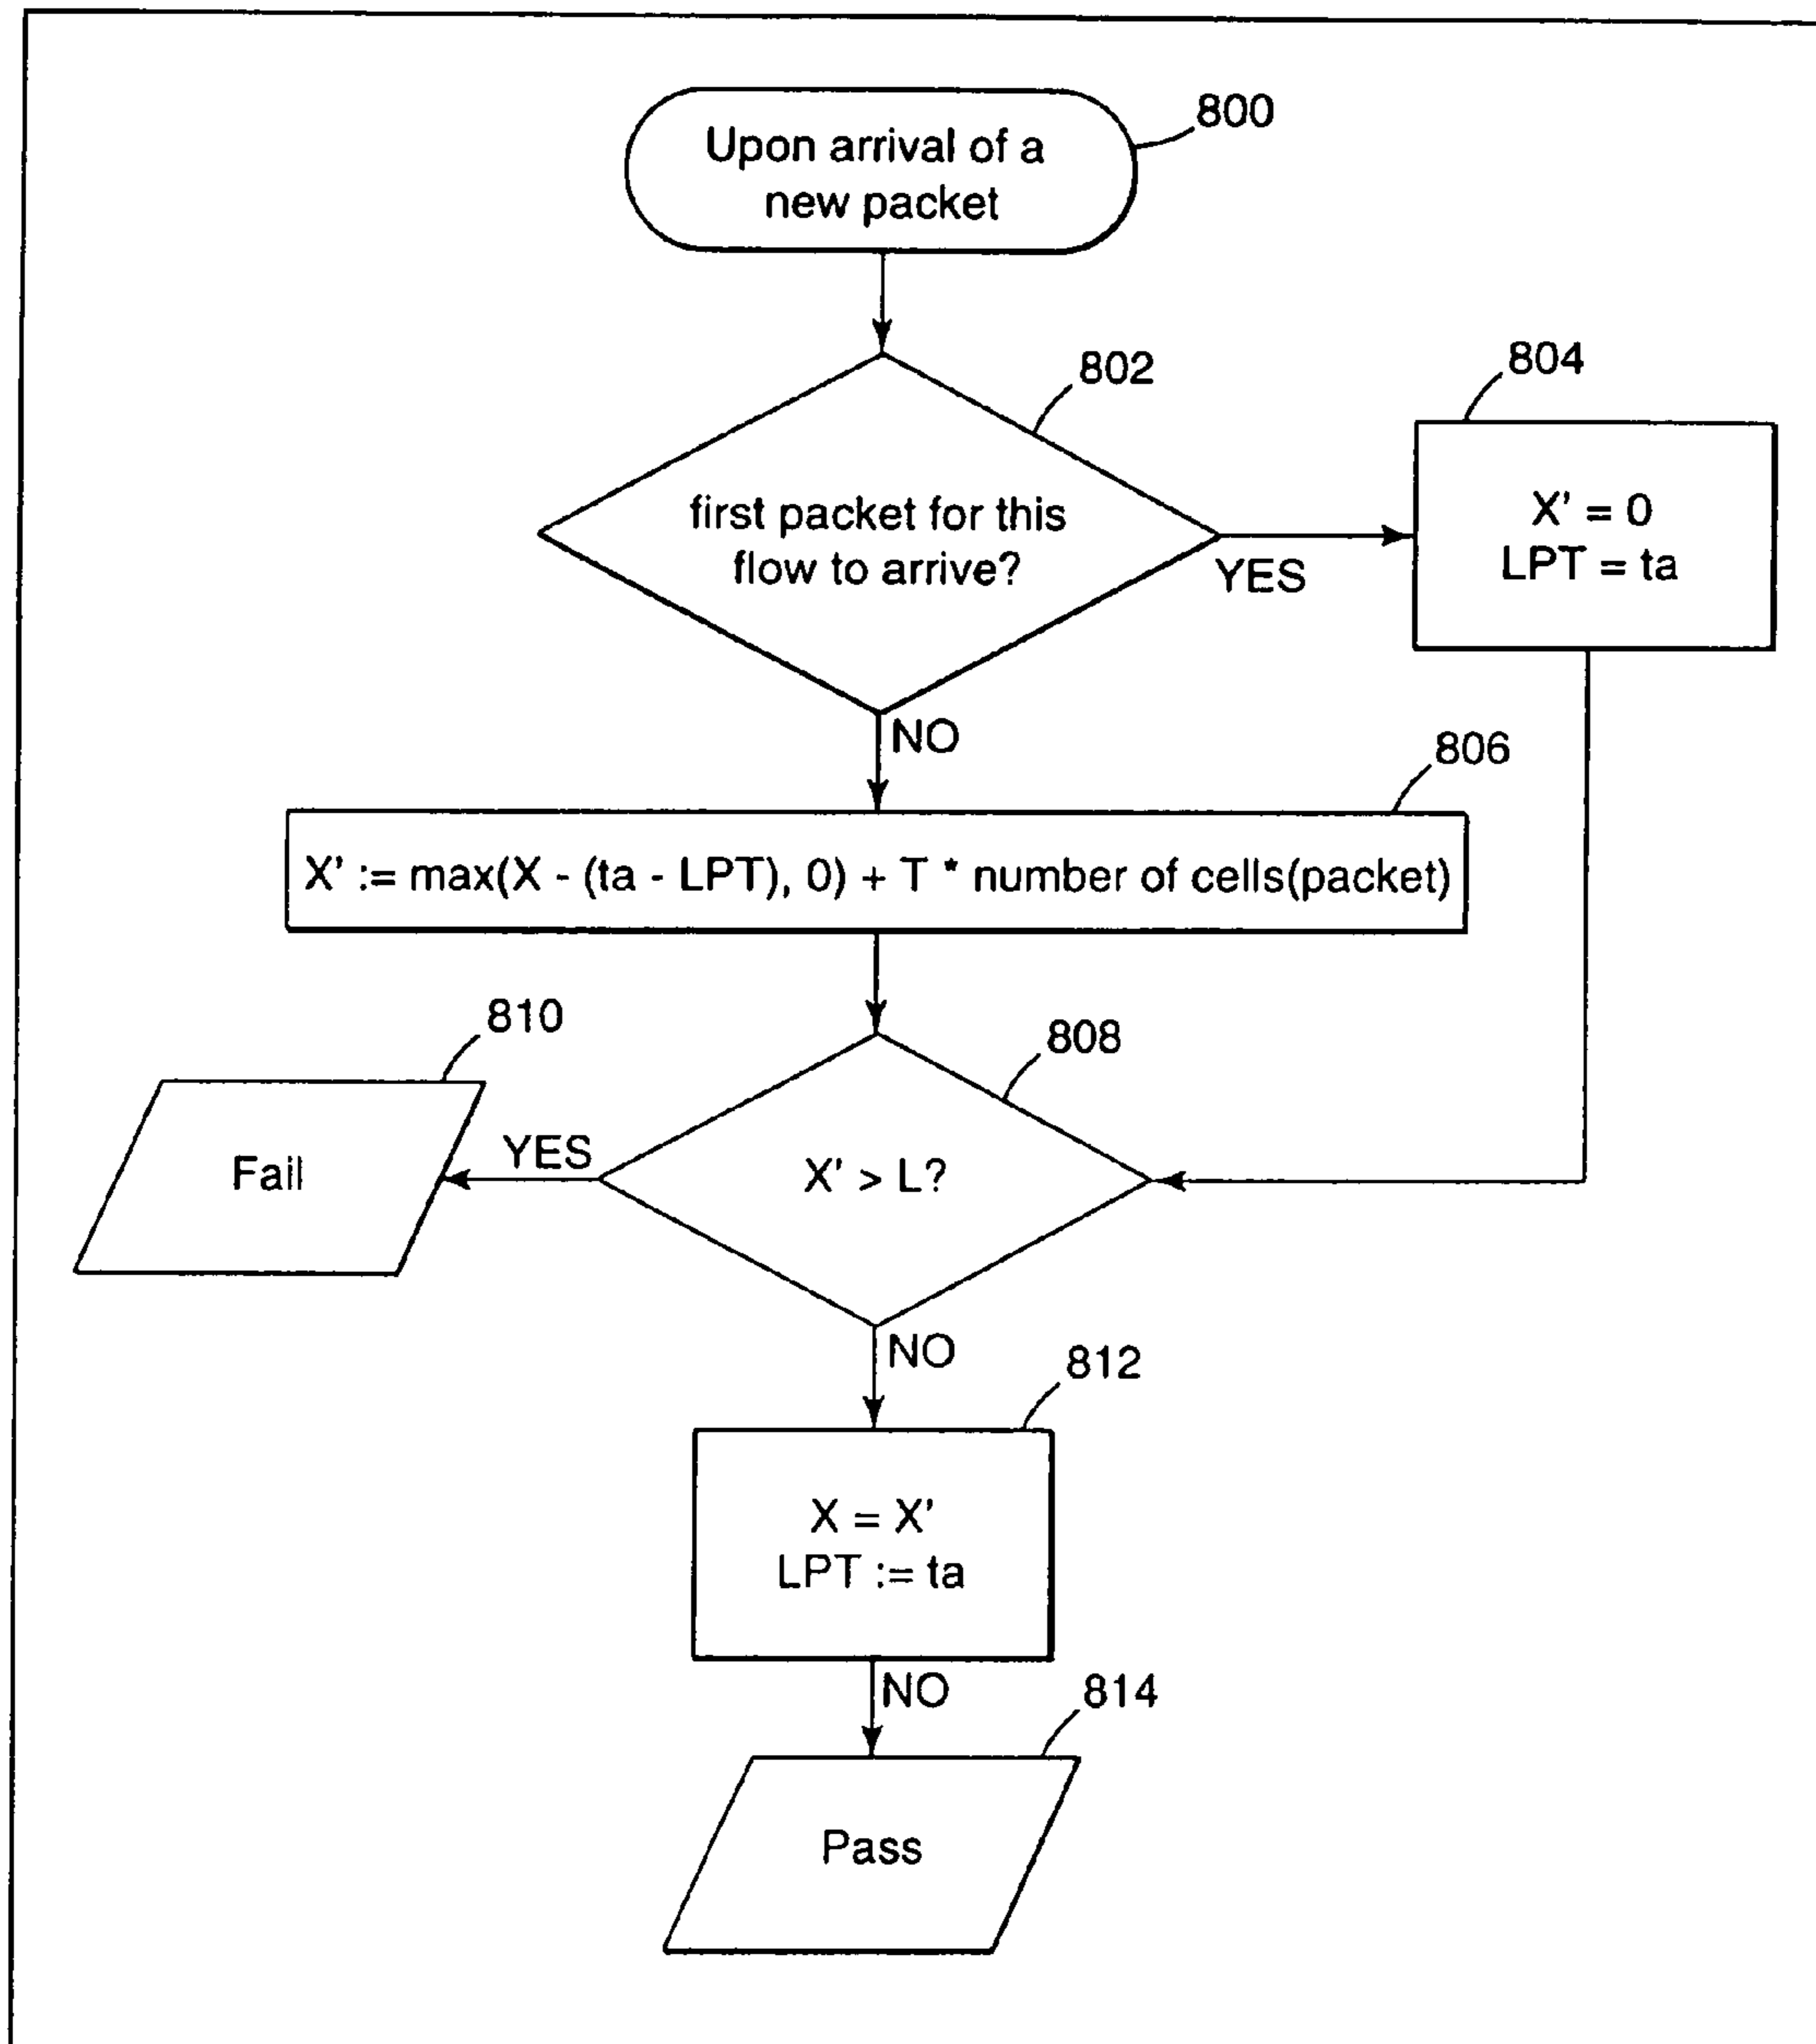 800
Upon arrival of a
new packet
802
804
first packet for this
flow to arrive?
YES
X' = 0
LPT = ta
NO
806
X' := max(X - (ta - LPT), 0) + T * number of cells(packet)
810
808
Fail
YES
X' > L?
NO
812
X = X'
LPT := ta
NO
814
Pass